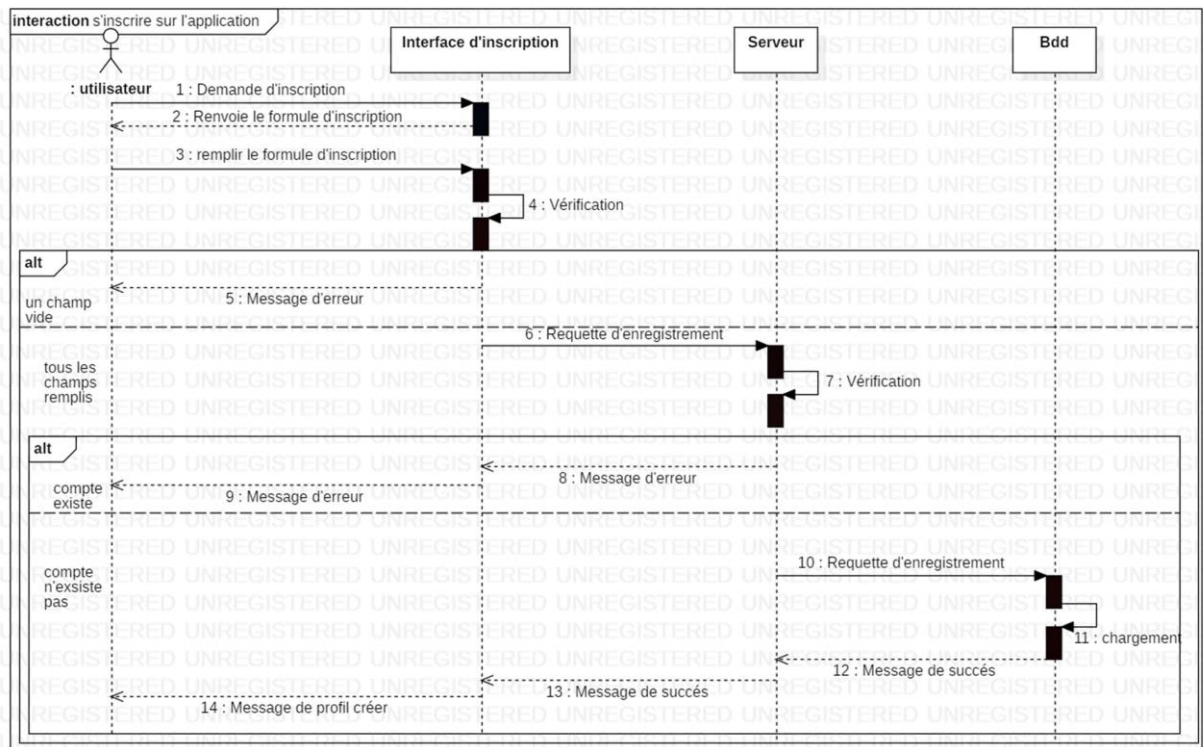 interaction s'inscrire sur l'application
Interface d'inscription
Serveur
Bdd
: utilisateur
1 : Demande d'inscription
2 : Renvoie le formule d'inscription
3 : remplir le formule d'inscription
4 : Vérification
alt
un champ
vide
5 : Message d'erreur
6 : Requette d'enregistrement
tous les
champs
remplis
7 : Vérification
alt
compte
existe
8 : Message d'erreur
9 : Message d'erreur
compte
n'exsiste
pas
10 : Requette d'enregistrement
11 : chargement
12 : Message de succés
13 : Message de succés
14 : Message de profil créer
UNREGISTERED